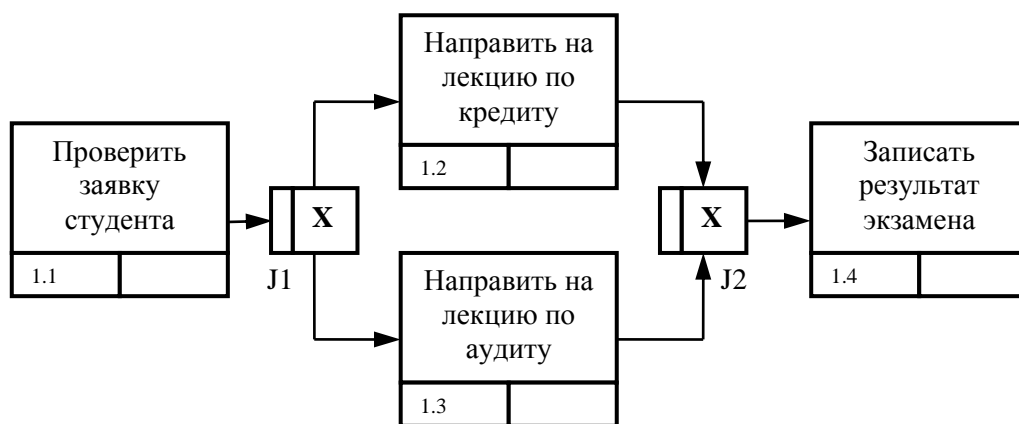 Проверить
заявку
студента
1.1
X
J1
Направить на
лекцию по
кредиту
1.2
Направить на
лекцию по
аудиту
1.3
X
J2
Записать
результат
экзамена
1.4